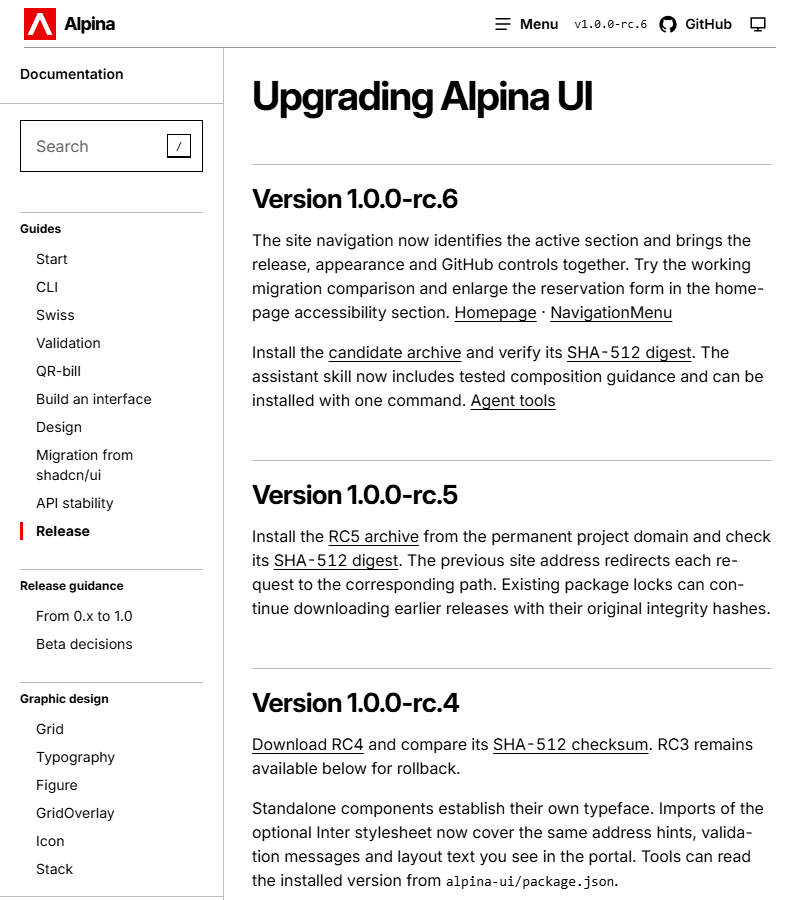 Alpina
Menu
v1.0.0-rc.6
GitHub
Documentation
Search
/
Guides
Start
CLI
Swiss
Validation
QR-bill
Build an interface
Design
Migration from
shadcn/ui
API stability
Release
Release guidance
From 0.x to 1.0
Beta decisions
Graphic design
Grid
Typography
Figure
GridOverlay
Icon
Stack
Upgrading Alpina UI
Version 1.0.0-rc.6
The site navigation now identifies the active section and brings the
release, appearance and GitHub controls together. Try the working
migration comparison and enlarge the reservation form in the home-
page accessibility section. Homepage · NavigationMenu
Install the candidate archive and verify its SHA-512 digest. The
assistant skill now includes tested composition guidance and can be
installed with one command. Agent tools
Version 1.0.0-rc.5
Install the RC5 archive from the permanent project domain and check
its SHA-512 digest. The previous site address redirects each re-
quest to the corresponding path. Existing package locks can con-
tinue downloading earlier releases with their original integrity hashes.
Version 1.0.0-rc.4
Download RC4 and compare its SHA-512 checksum. RC3 remains
available below for rollback.
Standalone components establish their own typeface. Imports of the
optional Inter stylesheet now cover the same address hints, valida-
tion messages and layout text you see in the portal. Tools can read
the installed version from alpina-ui/package.json.